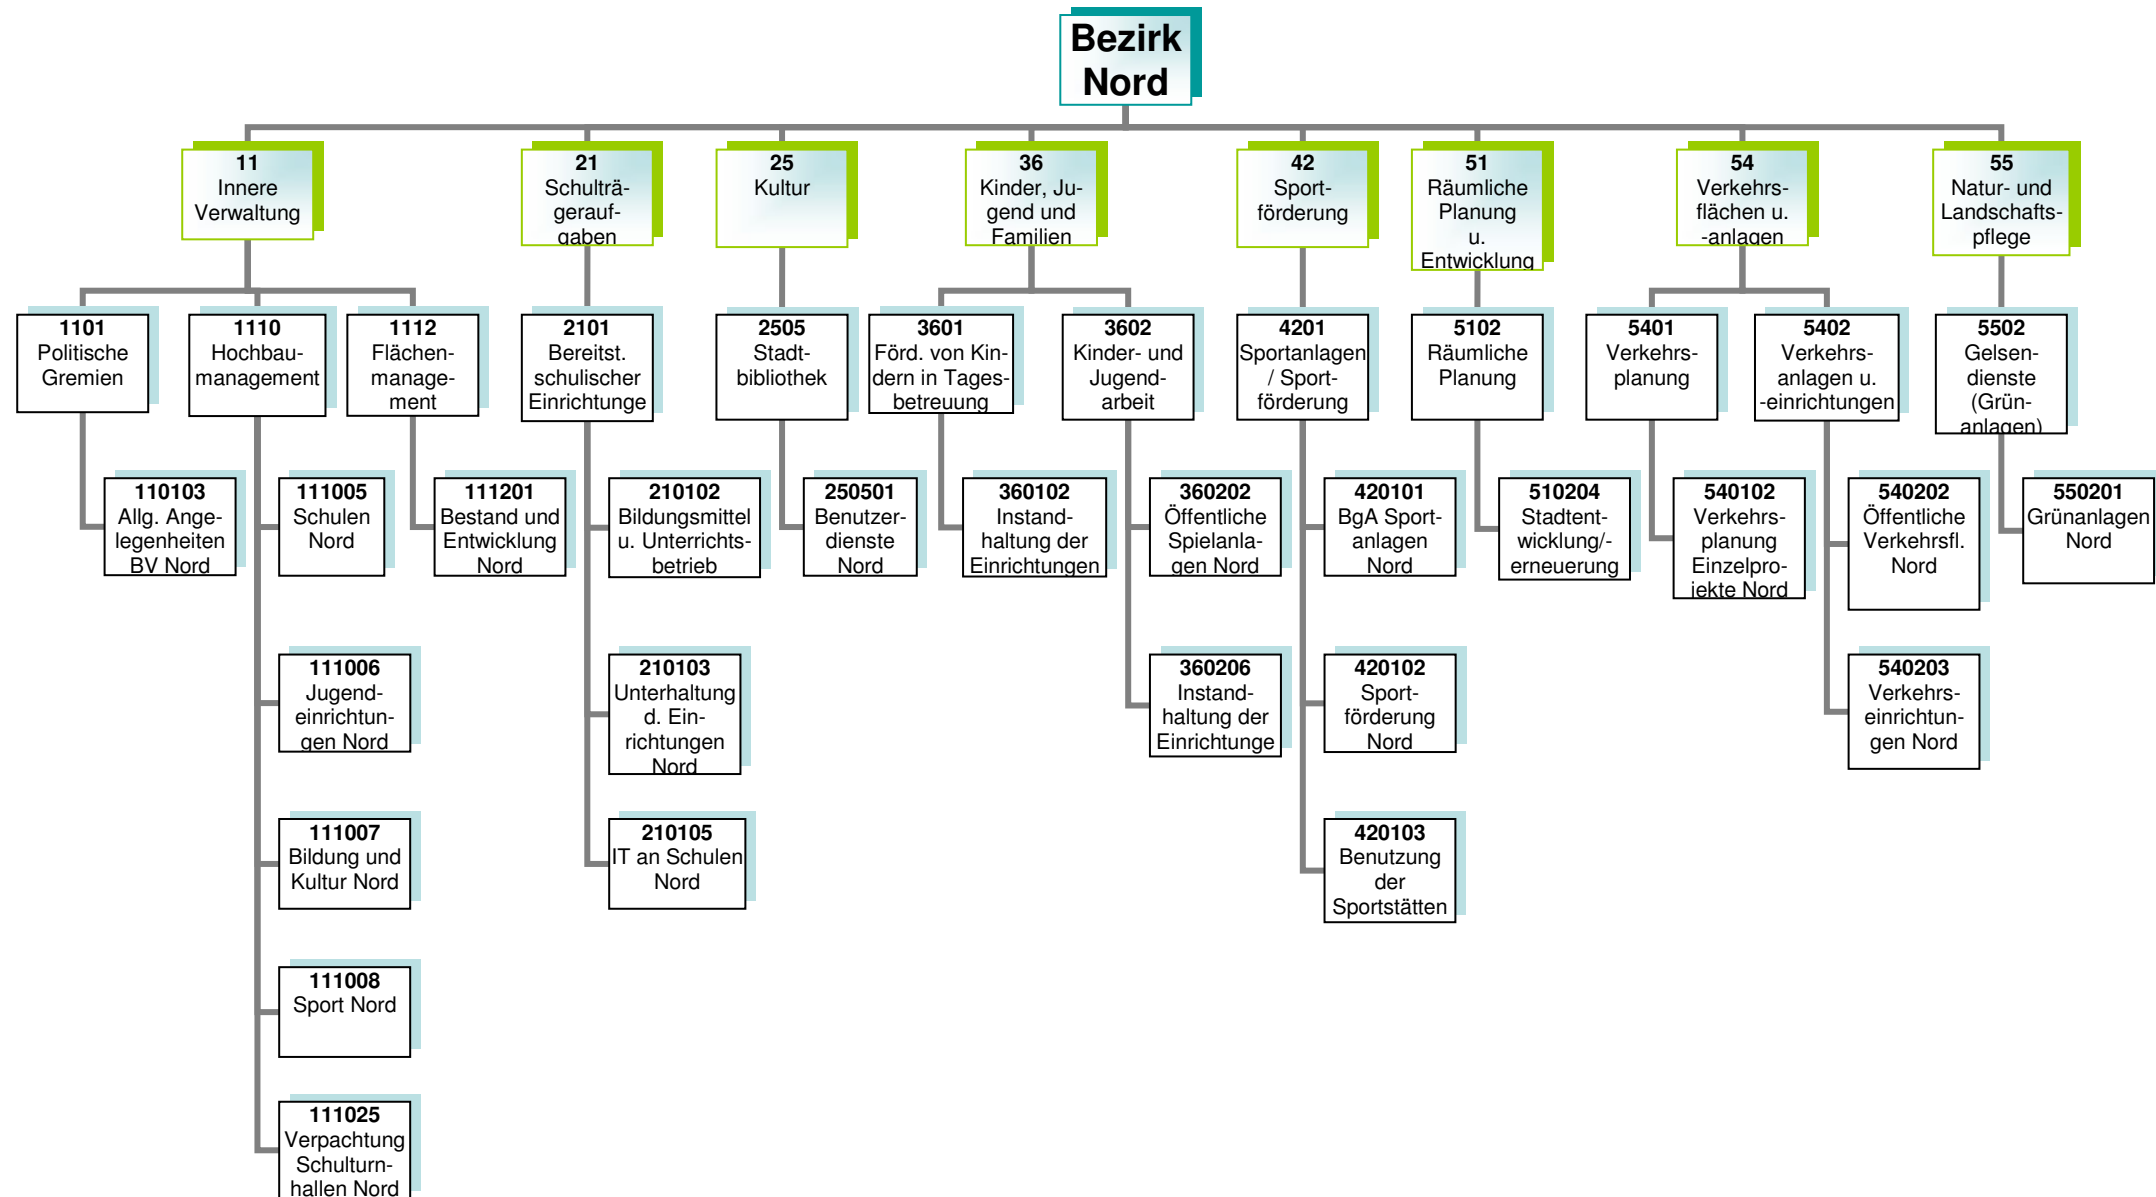 Bezirk
Nord
11
Innere
Verwaltung
21
Schulträ-
gerauf-
gaben
25
Kultur
36
Kinder, Ju-
gend und
Familien
42
Sport-
förderung
51
Räumliche
Planung
u.
Entwicklung
54
Verkehrs-
flächen u.
-anlagen
55
Natur- und
Landschafts-
pflege
1101
Politische
Gremien
1110
Hochbau-
management
1112
Flächen-
manage-
ment
2101
Bereitst.
schulischer
Einrichtunge
2505
Stadt-
bibliothek
3601
Förd. von Kin-
dern in Tages-
betreuung
3602
Kinder- und
Jugend-
arbeit
4201
Sportanlagen
/ Sport-
förderung
5102
Räumliche
Planung
5401
Verkehrs-
planung
5402
Verkehrs-
anlagen u.
-einrichtungen
5502
Gelsen-
dienste
(Grün-
anlagen)
110103
Allg. Ange-
legenheiten
BV Nord
111005
Schulen
Nord
111201
Bestand und
Entwicklung
Nord
210102
Bildungsmittel
u. Unterrichts-
betrieb
250501
Benutzer-
dienste
Nord
360102
Instand-
haltung der
Einrichtungen
360202
Öffentliche
Spielanla-
gen Nord
420101
BgA Sport-
anlagen
Nord
510204
Stadtent-
wicklung/-
erneuerung
540102
Verkehrs-
planung
Einzelpro-
jekte Nord
540202
Öffentliche
Verkehrsfl.
Nord
550201
Grünanlagen
Nord
111006
Jugend-
einrichtun-
gen Nord
210103
Unterhaltung
d. Ein-
richtungen
Nord
360206
Instand-
haltung der
Einrichtunge
420102
Sport-
förderung
Nord
540203
Verkehrs-
einrichtun-
gen Nord
111007
Bildung und
Kultur Nord
210105
IT an Schulen
Nord
420103
Benutzung
der
Sportstätten
111008
Sport Nord
111025
Verpachtung
Schulturn-
hallen Nord